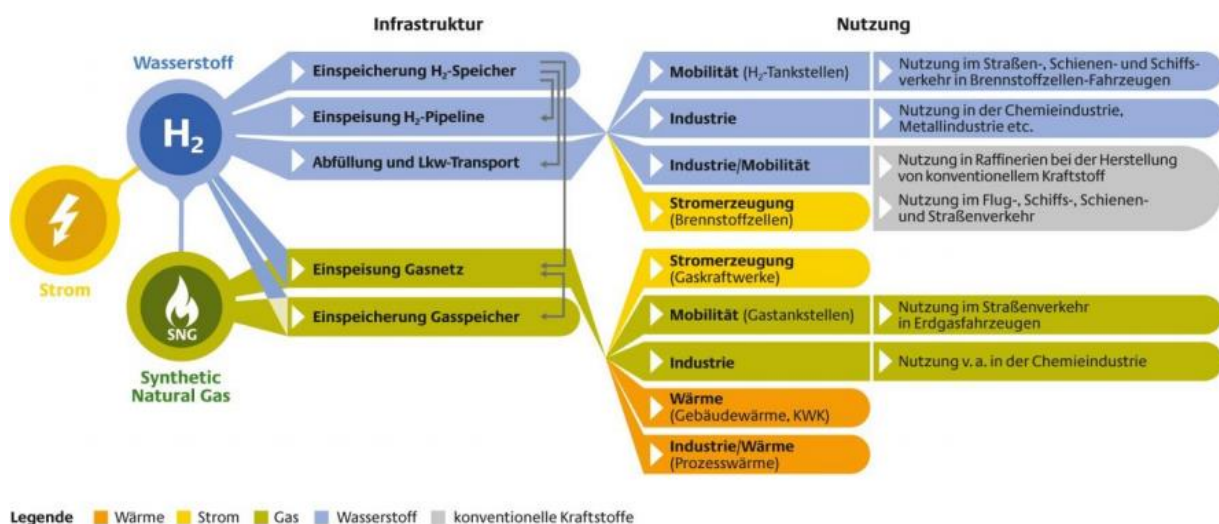 Infrastruktur
Nutzung
Wasserstoff
H₂
Strom
SNG
Synthetic
Natural Gas
Einspeicherung H₂-Speicher
Einspeisung H₂-Pipeline
Abfüllung und Lkw-Transport
Einspeisung Gasnetz
Einspeicherung Gasspeicher
Mobilität (H₂-Tankstellen)
Nutzung im Straßen-, Schienen- und Schiffs-
verkehr in Brennstoffzellen-Fahrzeugen
Industrie
Nutzung in der Chemieindustrie,
Metallindustrie etc.
Industrie/Mobilität
Nutzung in Raffinerien bei der Herstellung
von konventionellem Kraftstoff
Nutzung im Flug-, Schiffs-, Schienen-
und Straßenverkehr
Stromerzeugung
(Brennstoffzellen)
Stromerzeugung
(Gaskraftwerke)
Mobilität (Gastankstellen)
Nutzung im Straßenverkehr
in Erdgasfahrzeugen
Industrie
Nutzung v. a. in der Chemieindustrie
Wärme
(Gebäudewärme, KWK)
Industrie/Wärme
(Prozesswärme)
Legende Wärme Strom Gas Wasserstoff konventionelle Kraftstoffe